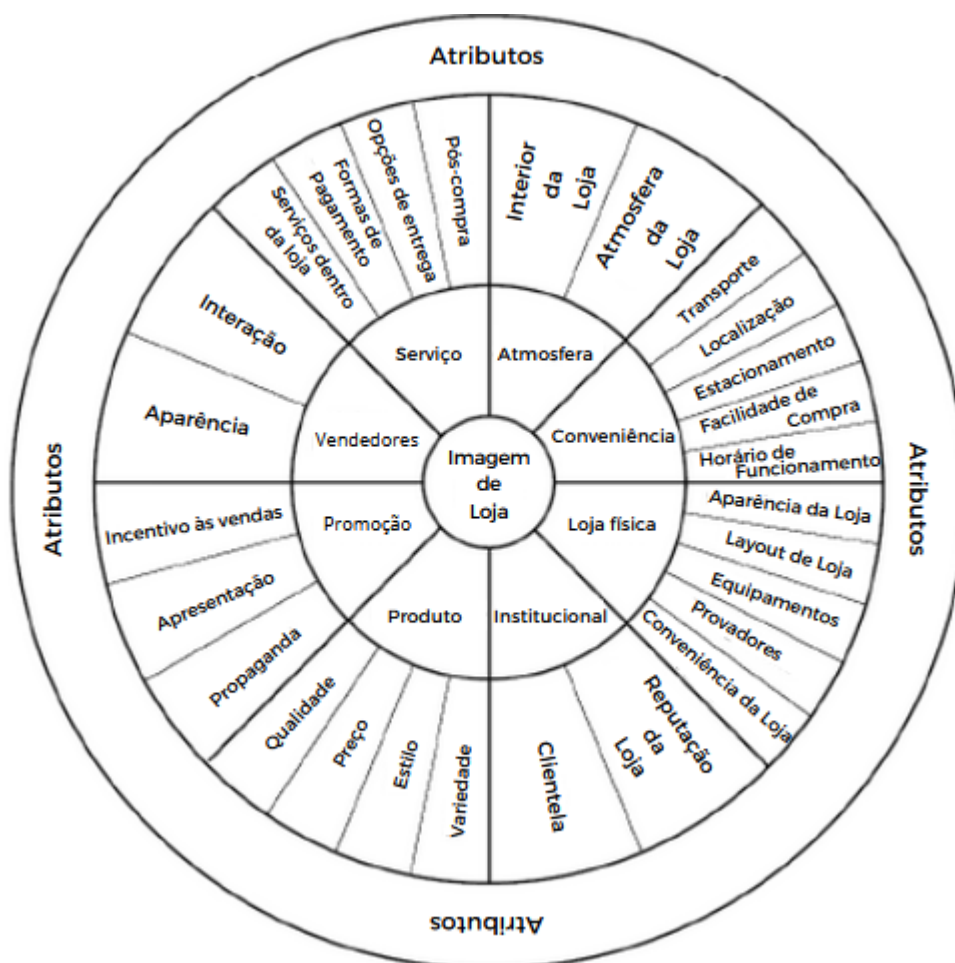 Atributos
Pós-compra
Opções de entrega
Formas de
Pagamento
Serviços dentro
da loja
Interior
da
Loja
Atmosfera
da
Loja
Transporte
Localização
Estacionamento
Facilidade de
Compra
Horário de
Funcionamento
Interação
Aparência
Serviço
Atmosfera
Vendedores
Conveniência
Imagem
de
Loja
Promoção
Loja física
Produto
Institucional
Atributos
Atributos
Incentivo às vendas
Apresentação
Propaganda
Aparência da Loja
Layout de Loja
Equipamentos
Provadores
Conveniência da Loja
Qualidade
Preço
Estilo
Variedade
Clientela
Reputação
da
Loja
Atributos